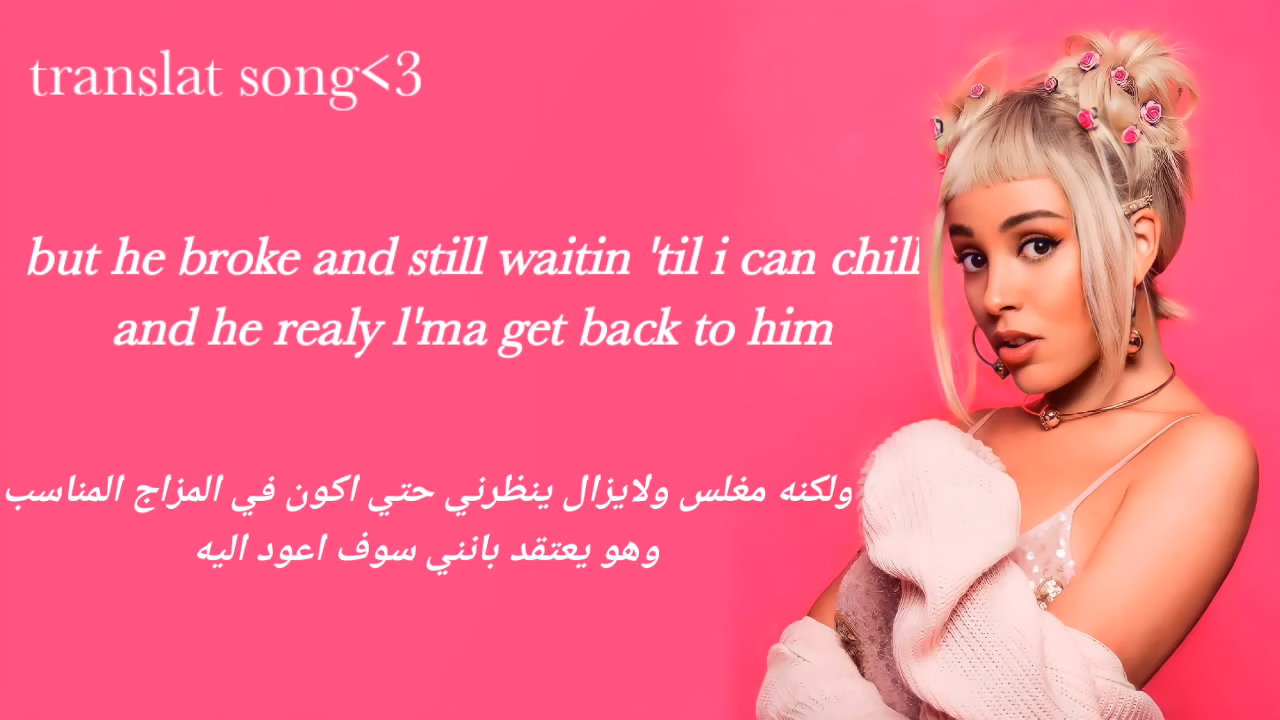 translat song<3
but he broke and still waitin 'til i can chill
and he realy l'ma get back to him
ولكنه مغلس ولايزال ينظرني حتي اكون في المزاج المناسب
وهو يعتقد بانني سوف اعود اليه